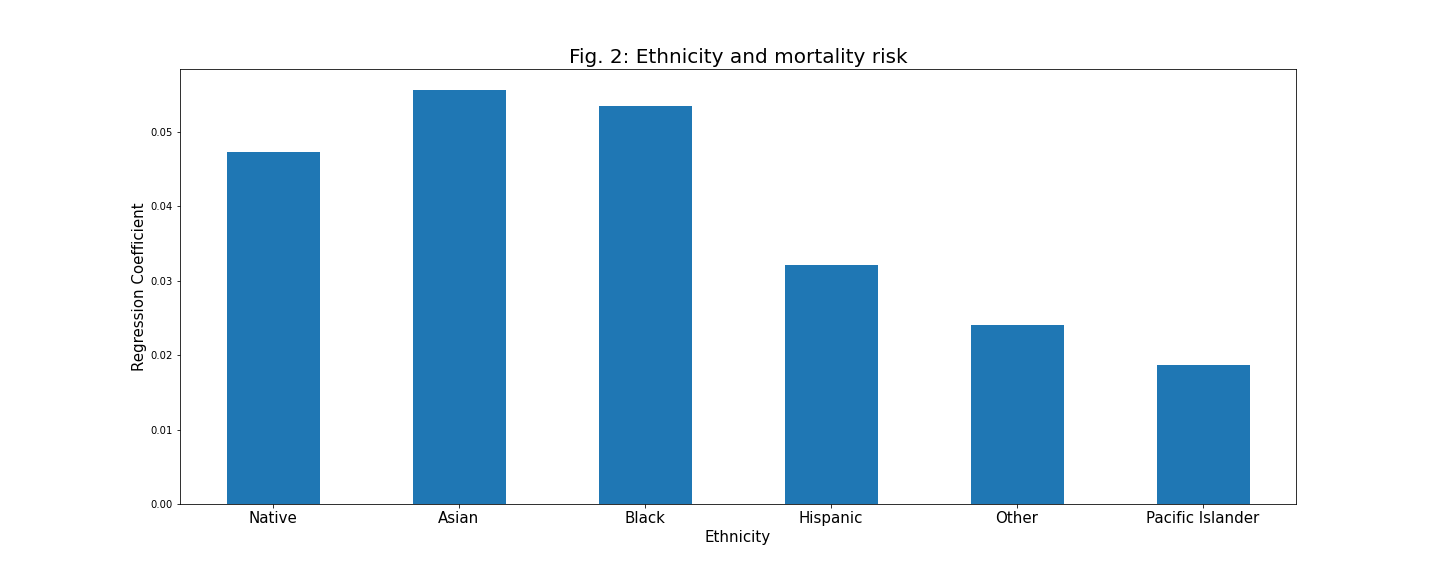 Fig. 2: Ethnicity and mortality risk
Regression Coefficient
0.05
0.04
0.03
0.02
0.01
0.00
Native Asian Black Hispanic Other Pacific Islander
Ethnicity